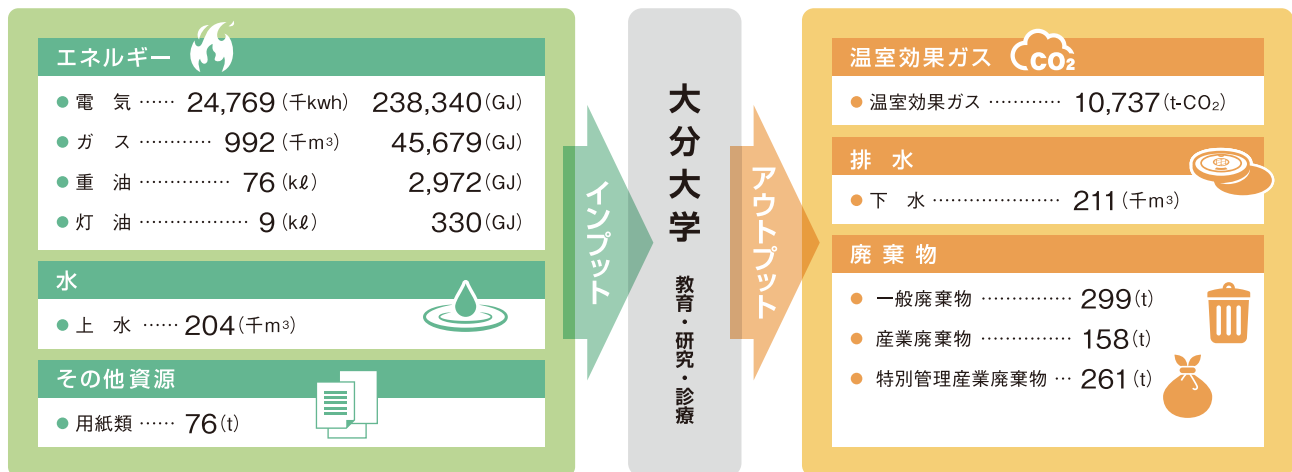 エネルギー
電　気 …… 24,769 (千kwh) 238,340 (GJ)
ガ　ス ………… 992 (千m³) 45,679 (GJ)
重　油 …………… 76 (kℓ) 2,972 (GJ)
灯　油 ……………… 9 (kℓ) 330 (GJ)
水
上　水 …… 204 (千m³)
その他資源
用紙類 …… 76 (t)
インプット
大分大学
教育・研究・診療
アウトプット
温室効果ガス
CO₂
温室効果ガス ………… 10,737 (t-CO₂)
排　水
下　水 ………………… 211 (千m³)
廃棄物
一般廃棄物 …………… 299 (t)
産業廃棄物 …………… 158 (t)
特別管理産業廃棄物 … 261 (t)